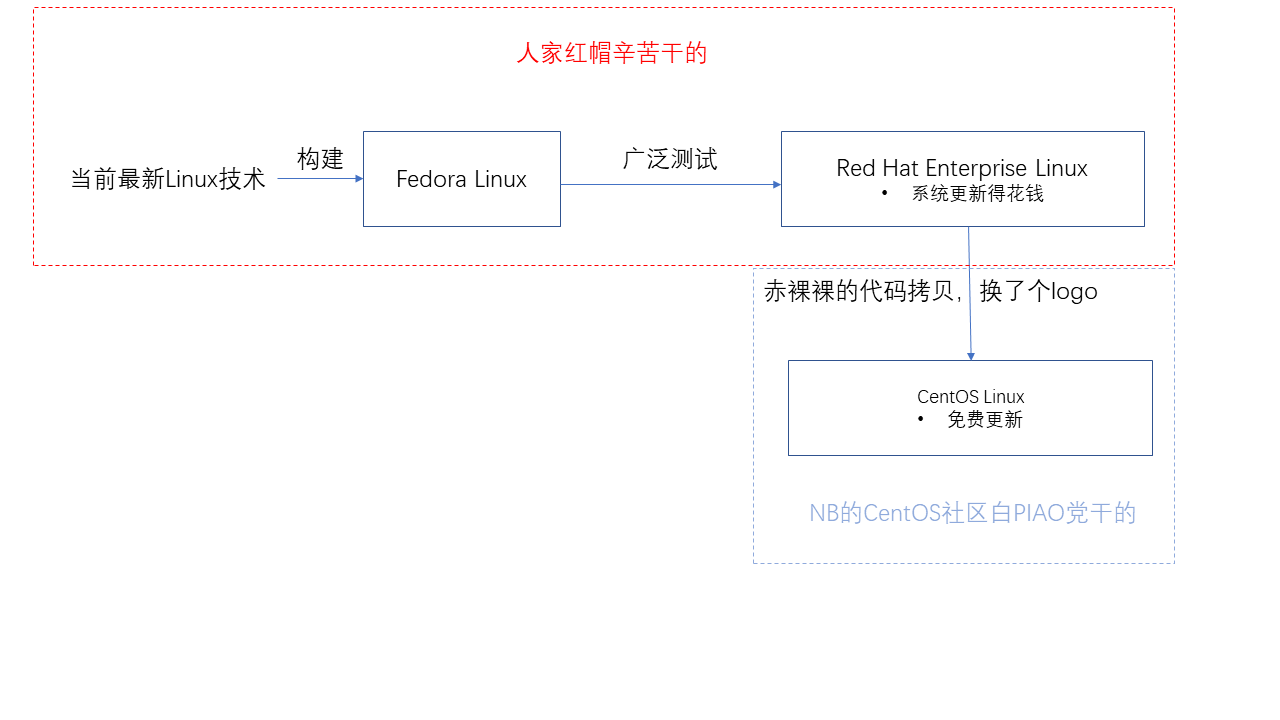 人家红帽辛苦干的
当前最新Linux技术
构建
Fedora Linux
广泛测试
Red Hat Enterprise Linux
• 系统更新得花钱
赤裸裸的代码拷贝，换了个logo
CentOS Linux
• 免费更新
NB的CentOS社区白PIAO党干的